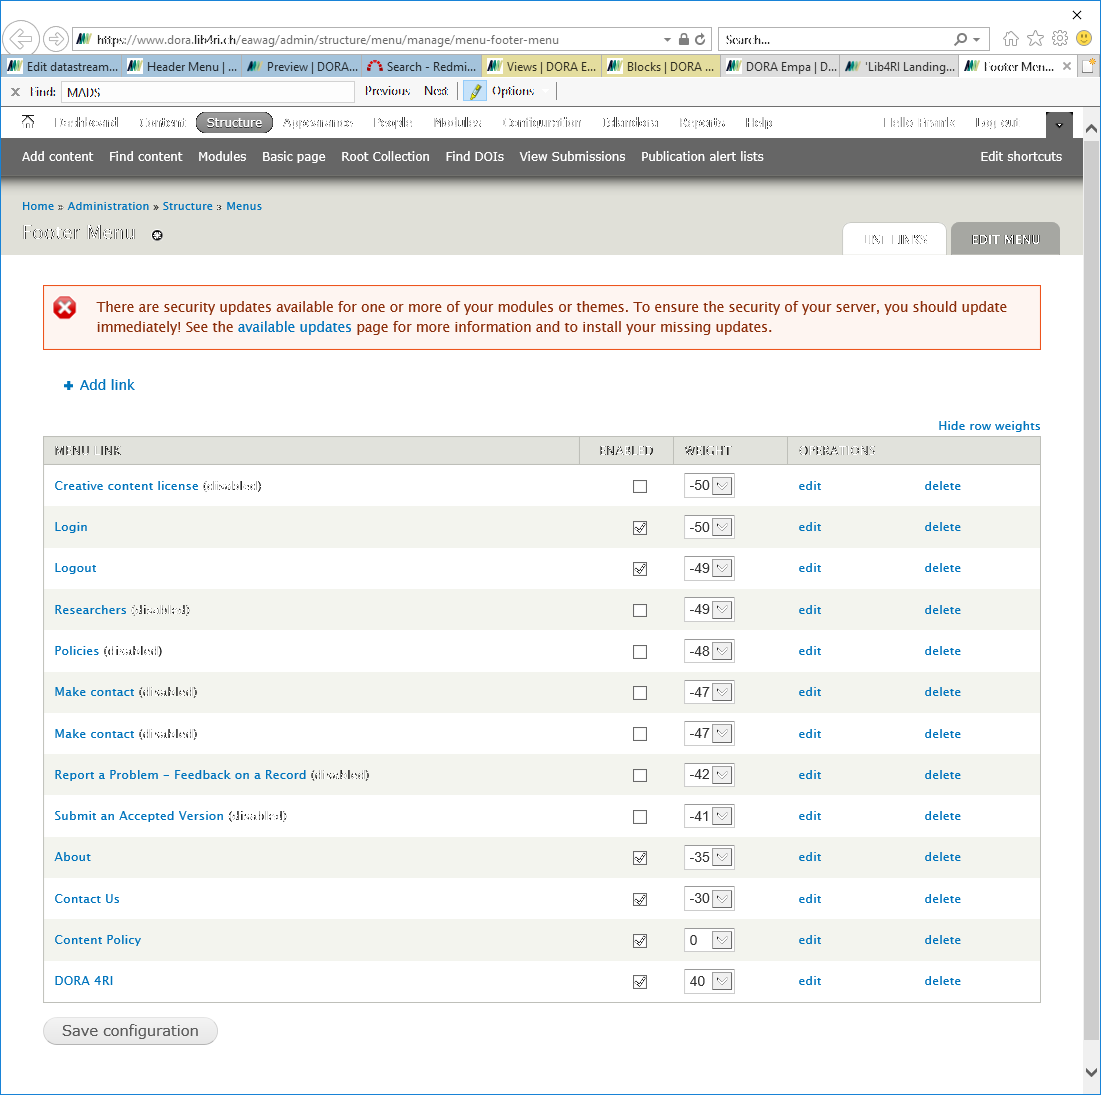 https://www.dora.lib4ri.ch/eawag/admin/structure/menu/manage/menu-footer-menu Search...
Edit datastream... Header Menu | ... Preview | DORA... Search - Redmi... Views | DORA E... Blocks | DORA ... DORA Empa | D... 'Lib4RI Landing... Footer Men...
Find: MADS Previous Next Options
Dashboard Content Structure Appearance People Modules Configuration Islandora Reports Help Hello Frank Log out
Add content Find content Modules Basic page Root Collection Find DOIs View Submissions Publication alert lists Edit shortcuts
Home » Administration » Structure » Menus
Footer Menu
LIST LINKS EDIT MENU
There are security updates available for one or more of your modules or themes. To ensure the security of your server, you should update
immediately! See the available updates page for more information and to install your missing updates.
+ Add link
Hide row weights
MENU LINK ENABLED WEIGHT OPERATIONS
Creative content license (disabled) -50 edit delete
Login -50 edit delete
Logout -49 edit delete
Researchers (disabled) -49 edit delete
Policies (disabled) -48 edit delete
Make contact (disabled) -47 edit delete
Make contact (disabled) -47 edit delete
Report a Problem – Feedback on a Record (disabled) -42 edit delete
Submit an Accepted Version (disabled) -41 edit delete
About -35 edit delete
Contact Us -30 edit delete
Content Policy 0 edit delete
DORA 4RI 40 edit delete
Save configuration